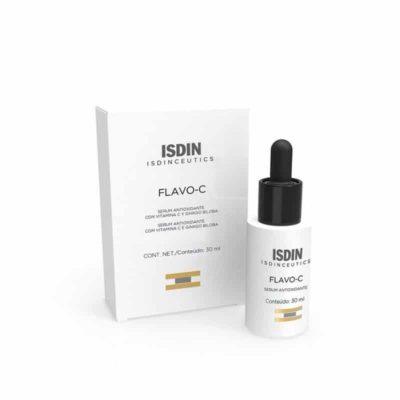 ISDIN
ISDINCEUTICS
FLAVO-C
SERUM ANTIOXIDANTE
COM VITAMINA C Y GINKGO BILOBA
SERUM ANTIOXIDANTE
COM VITAMINA C E GINKGO BILOBA
CONT. NET./Conteúdo: 30 ml
ISDIN
ISDINCEUTICS
FLAVO-C
SERUM ANTIOXIDANTE
Conteúdo: 30 ml